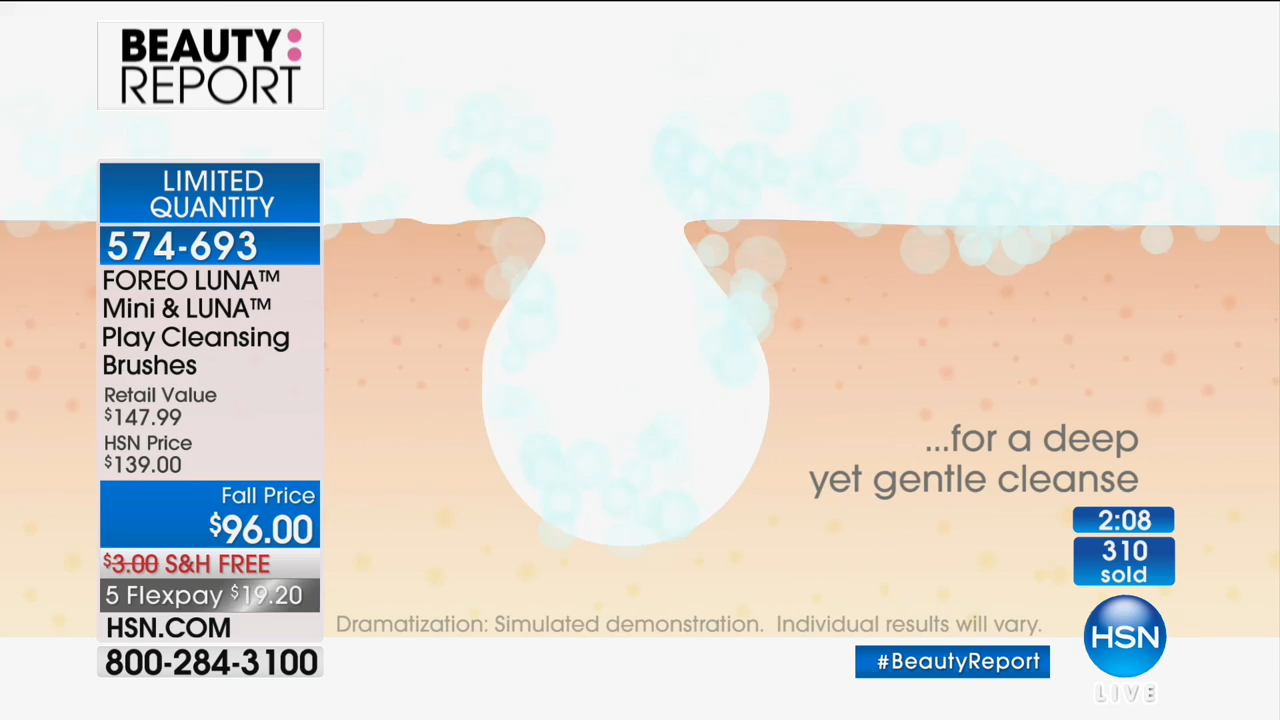 BEAUTY:
REPORT
LIMITED
QUANTITY
574-693
FOREO LUNA™
Mini & LUNA™
Play Cleansing
Brushes
Retail Value
$147.99
HSN Price
$139.00
Fall Price
$96.00
$3.00 S&H FREE
5 Flexpay $19.20
HSN.COM
800-284-3100
...for a deep
yet gentle cleanse
2:08
310
sold
Dramatization: Simulated demonstration. Individual results will vary.
HSN
#BeautyReport
LIVE